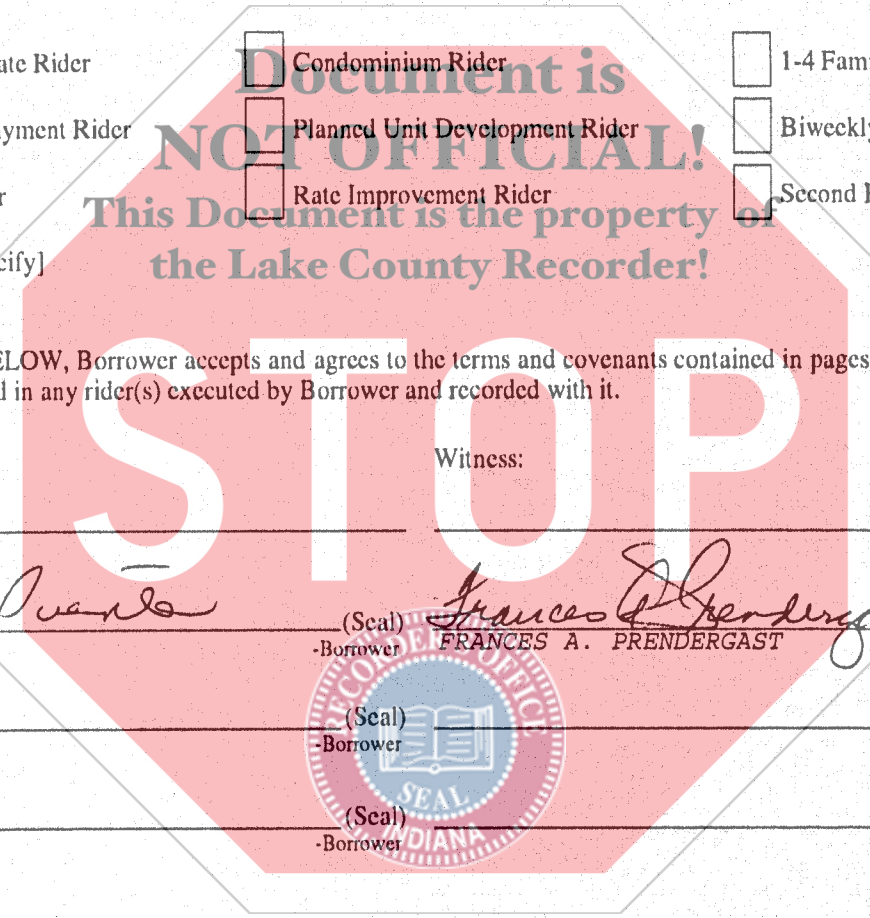 ate Rider Condominium Rider 1-4 Fam
Document is
yment Rider Planned Unit Development Rider Biweekly
NOT OFFICIAL!
r Rate Improvement Rider Second
This Document is the property of
cify]
the Lake County Recorder!
STOP
ELOW, Borrower accepts and agrees to the terms and covenants contained in pages
d in any rider(s) executed by Borrower and recorded with it.
Witness:
(Seal) Frances A. Prenderg
-Borrower FRANCES A. PRENDERGAST
RECORDER'S OFFICE
(Seal)
-Borrower
SEAL
(Seal)
INDIANA
-Borrower